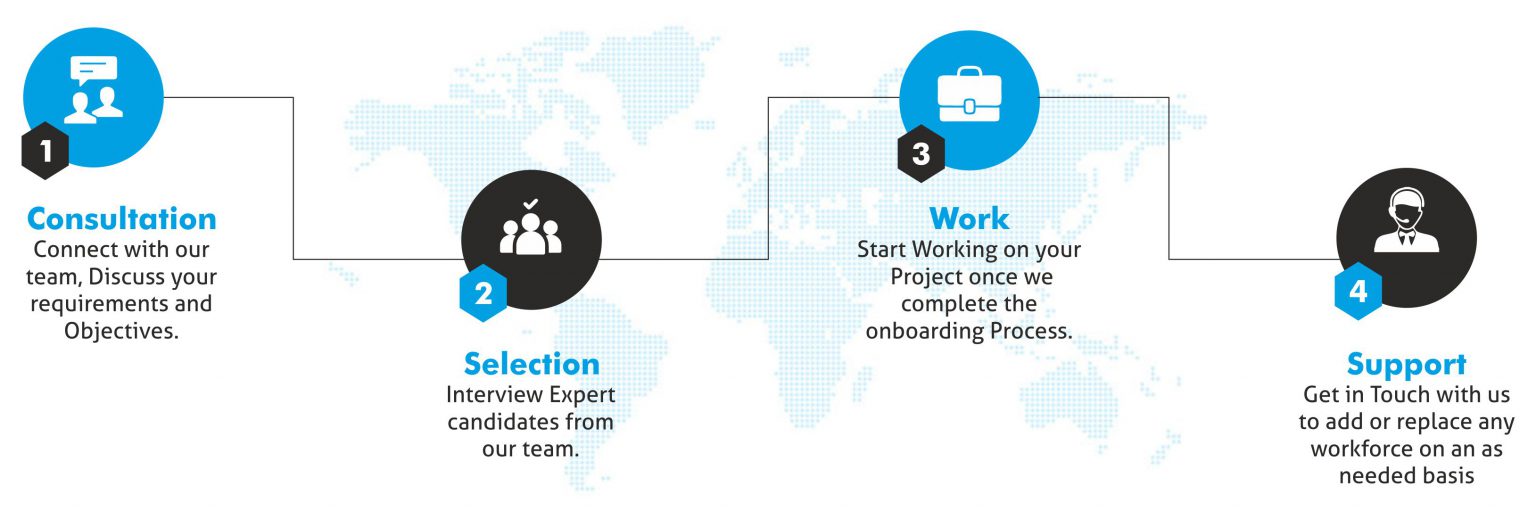 1
Consultation
Connect with our
team, Discuss your
requirements and
Objectives.
2
Selection
Interview Expert
candidates from
our team.
3
Work
Start Working on your
Project once we
complete the
onboarding Process.
4
Support
Get in Touch with us
to add or replace any
workforce on an as
needed basis